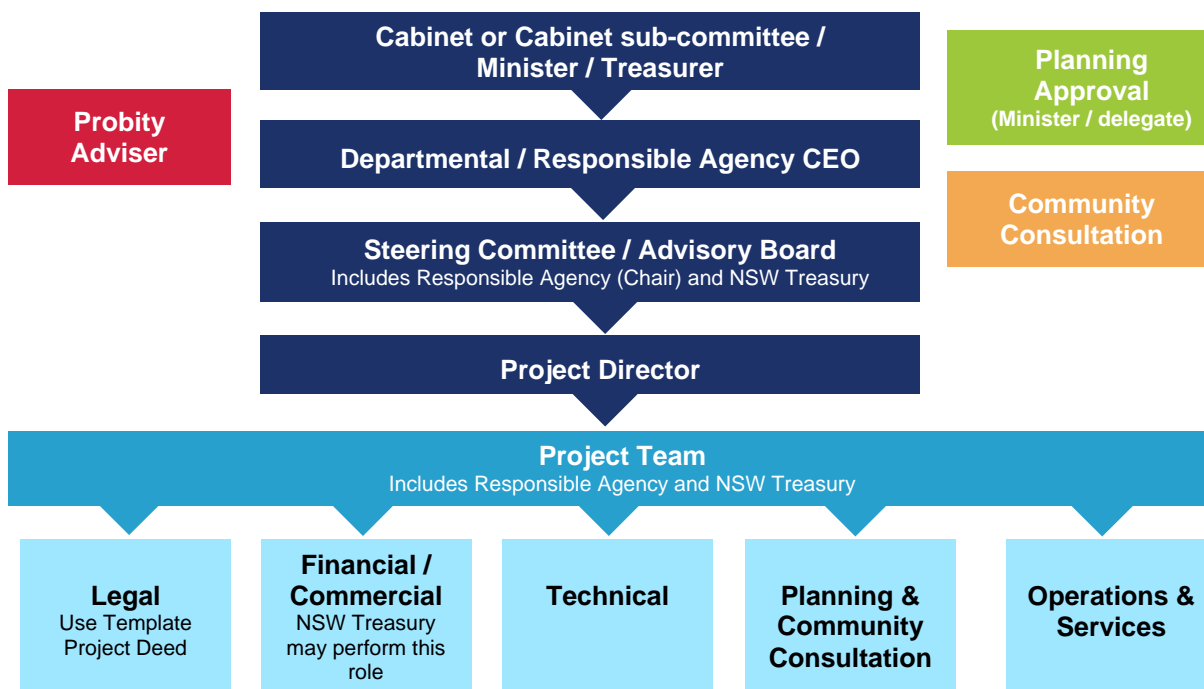 Cabinet or Cabinet sub-committee /
Minister / Treasurer
Planning
Approval
(Minister / delegate)
Probity
Adviser
Departmental / Responsible Agency CEO
Community
Consultation
Steering Committee / Advisory Board
Includes Responsible Agency (Chair) and NSW Treasury
Project Director
Project Team
Includes Responsible Agency and NSW Treasury
Legal
Use Template
Project Deed
Financial /
Commercial
NSW Treasury
may perform this
role
Technical
Planning &
Community
Consultation
Operations &
Services